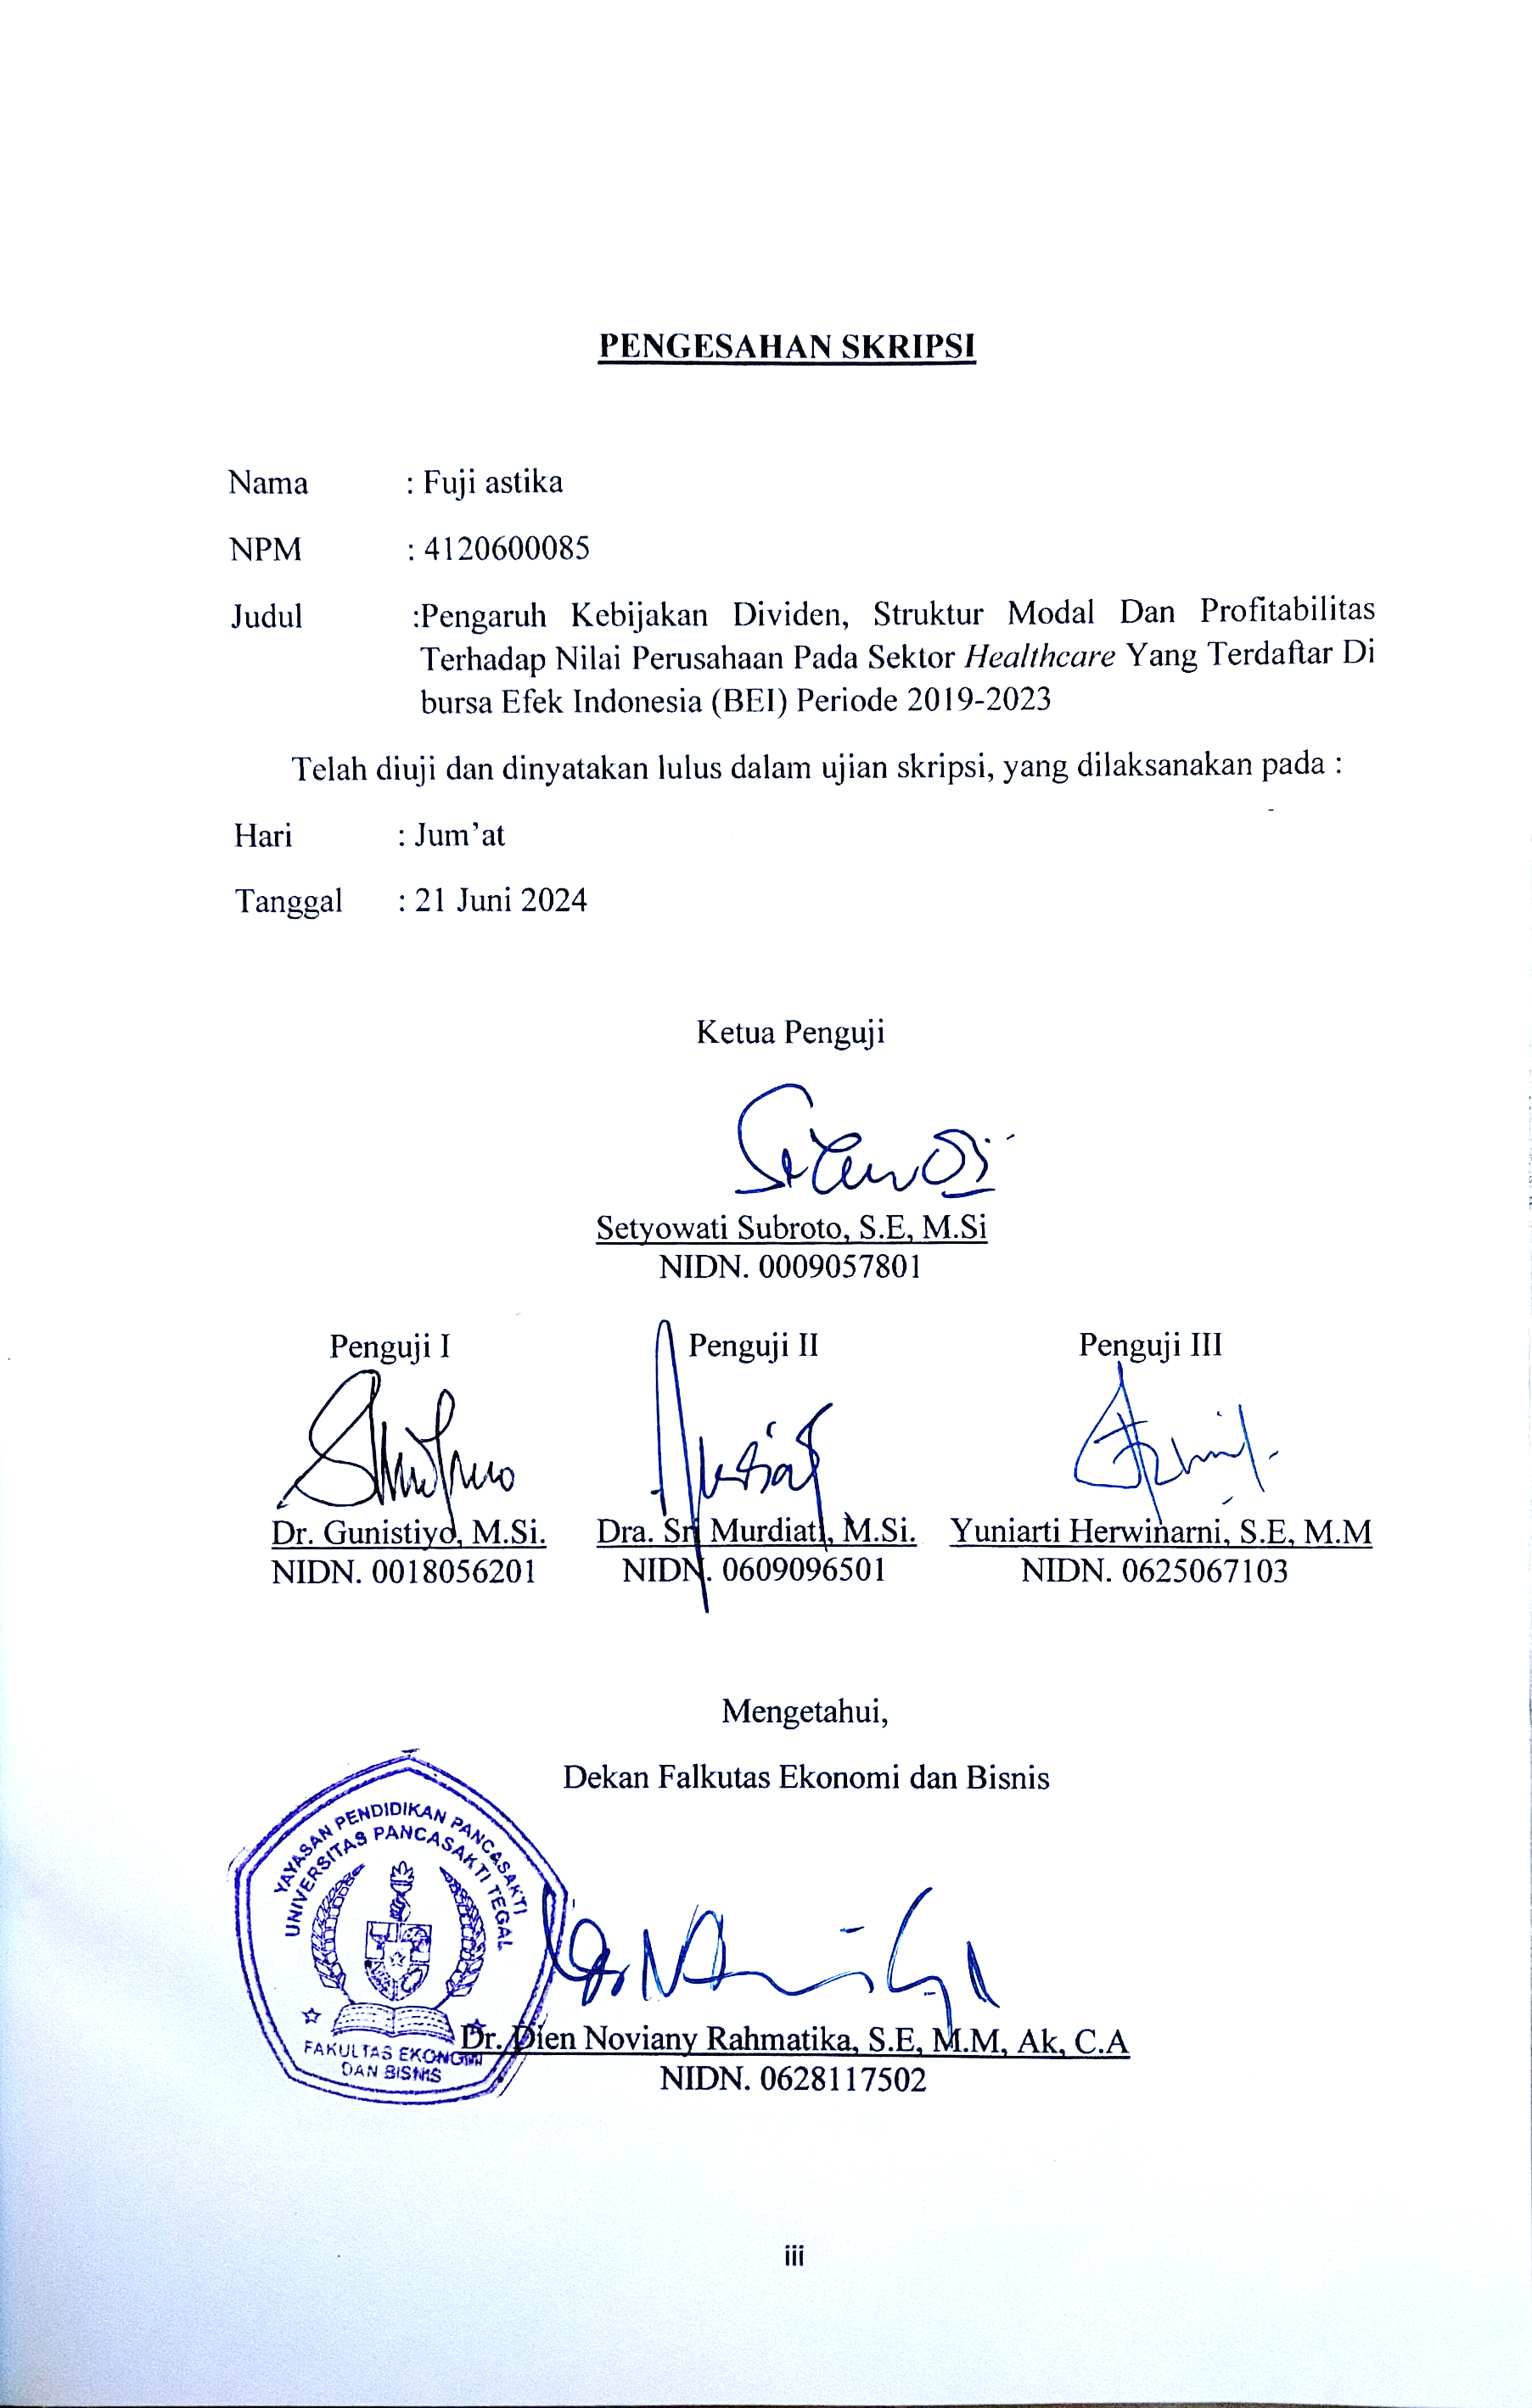 PENGESAHAN SKRIPSI
Nama : Fuji astika
NPM : 4120600085
Judul :Pengaruh Kebijakan Dividen, Struktur Modal Dan Profitabilitas
Terhadap Nilai Perusahaan Pada Sektor Healthcare Yang Terdaftar Di
bursa Efek Indonesia (BEI) Periode 2019-2023
Telah diuji dan dinyatakan lulus dalam ujian skripsi, yang dilaksanakan pada :
Hari : Jum’at
Tanggal : 21 Juni 2024
Ketua Penguji
Setyowati Subroto, S.E, M.Si
NIDN. 0009057801
Penguji I Penguji II Penguji III
Dr. Gunistiyo, M.Si. Dra. Sri Murdiati, M.Si. Yuniarti Herwinarni, S.E, M.M
NIDN. 0018056201 NIDN. 0609096501 NIDN. 0625067103
Mengetahui,
Dekan Falkutas Ekonomi dan Bisnis
YAYASAN PENDIDIKAN PANCASAKTI
UNIVERSITAS PANCASAKTI TEGAL
FAKULTAS EKONOMI
DAN BISNIS
Dr. Dien Noviany Rahmatika, S.E, M.M, Ak, C.A
NIDN. 0628117502
iii